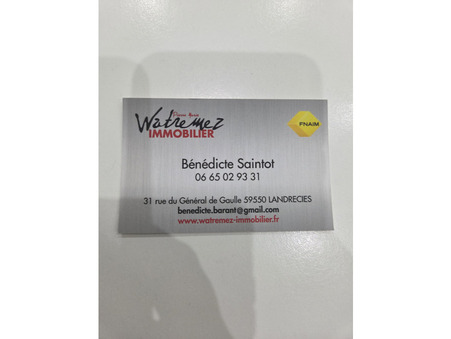 Watremez
IMMOBILIER
FNAIM
Bénédicte Saintot
06 65 02 93 31
31 rue du Général de Gaulle 59550 LANDRECIES
benedicte.barant@gmail.com
www.watremez-immobilier.fr